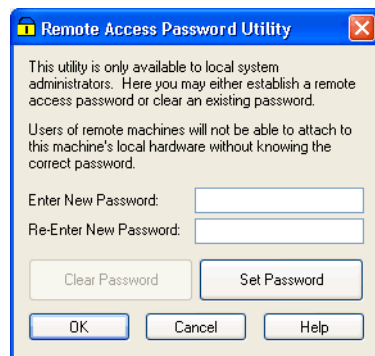 Remote Access Password Utility
This utility is only available to local system
administrators. Here you may either establish a remote
access password or clear an existing password.
Users of remote machines will not be able to attach to
this machine's local hardware without knowing the
correct password.
Enter New Password:
Re-Enter New Password:
Clear Password Set Password
OK Cancel Help